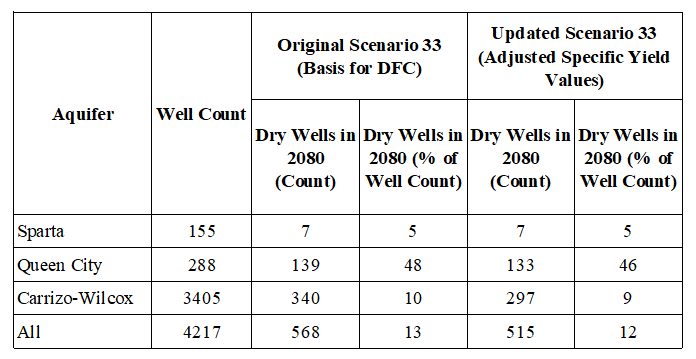 Aquifer
Well Count
Original Scenario 33
(Basis for DFC)
Updated Scenario 33
(Adjusted Specific Yield
Values)
Dry Wells in
2080
(Count)
Dry Wells in
2080 (% of
Well Count)
Dry Wells in
2080
(Count)
Dry Wells in
2080 (% of
Well Count)
Sparta 155 7 5 7 5
Queen City 288 139 48 133 46
Carrizo-Wilcox 3405 340 10 297 9
All 4217 568 13 515 12